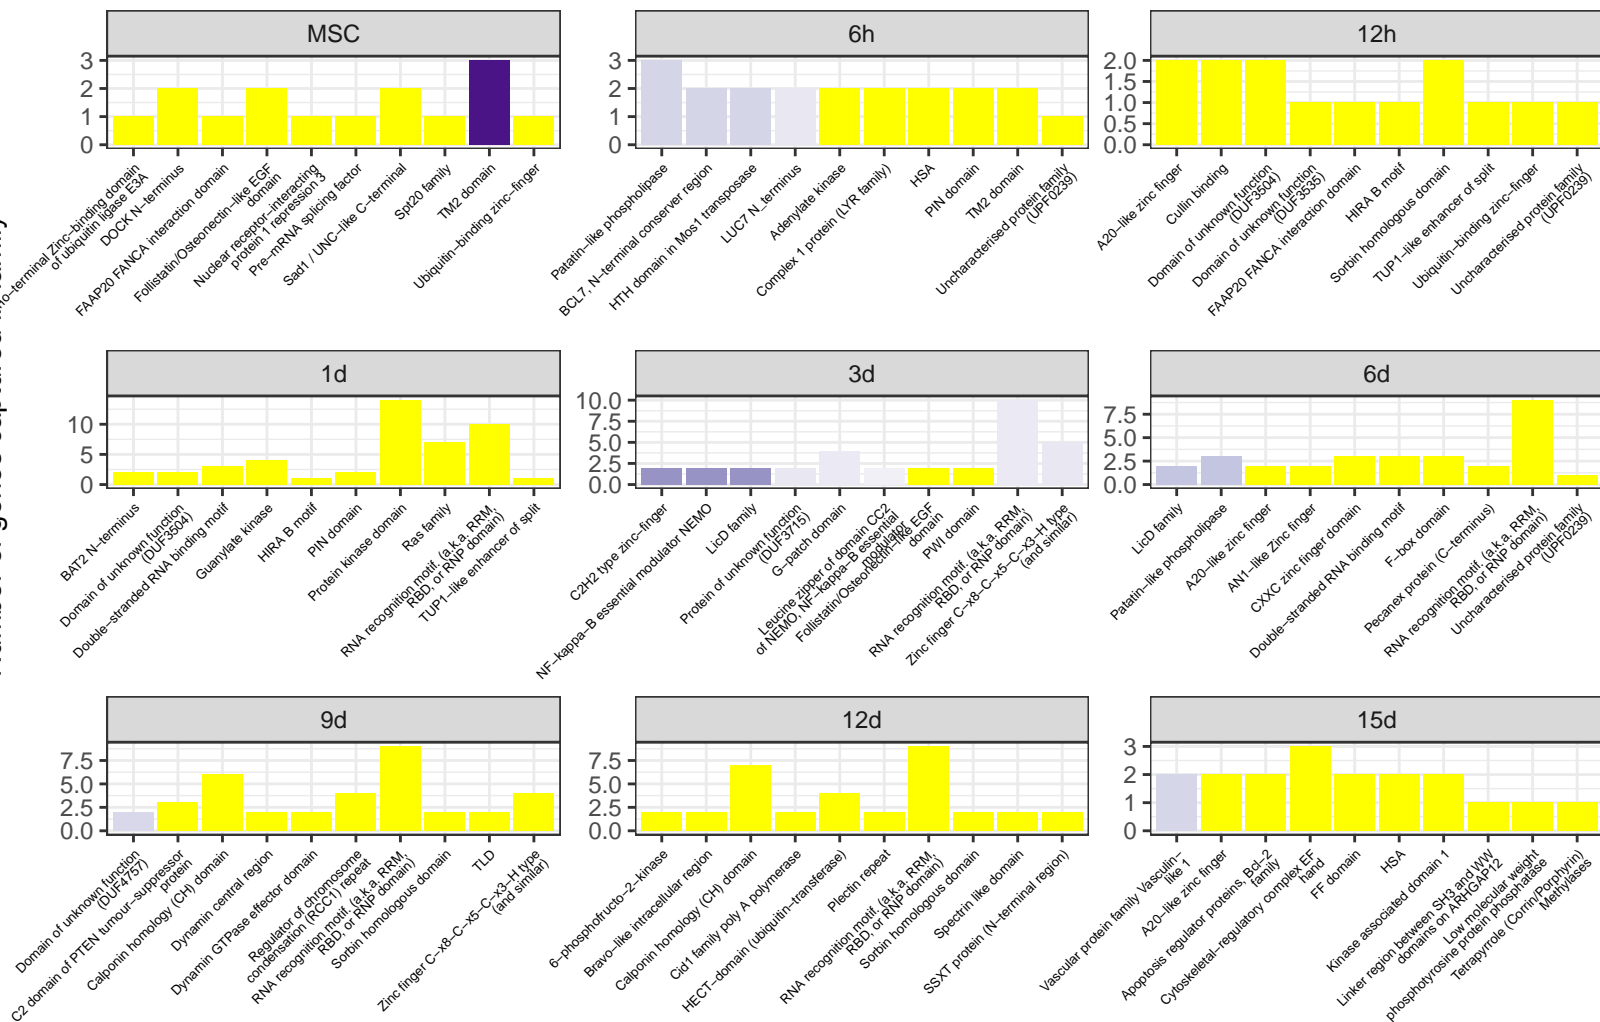 MSC
3
2
1
0
no−terminal Zinc−binding domain
of ubiquitin ligase E3A
DOCK N−terminus
FAAP20 FANCA interaction domain
Follistatin/Osteonectin−like EGF
domain
Nuclear receptor−interacting
protein 1 repression 3
Pre−mRNA splicing factor
Sad1 / UNC−like C−terminal
Spt20 family
TM2 domain
Ubiquitin−binding zinc−finger
6h
3
2
1
0
Patatin−like phospholipase
BCL7, N−terminal conserver region
HTH domain in Mos1 transposase
LUC7 N_terminus
Adenylate kinase
Complex 1 protein (LYR family)
HSA
PIN domain
TM2 domain
Uncharacterised protein family
(UPF0239)
12h
2.0
1.5
1.0
0.5
0.0
A20−like zinc finger
Cullin binding
Domain of unknown function
(DUF3504)
Domain of unknown function
(DUF3535)
FAAP20 FANCA interaction domain
HIRA B motif
Sorbin homologous domain
TUP1−like enhancer of split
Ubiquitin−binding zinc−finger
Uncharacterised protein family
(UPF0239)
1d
10
5
0
BAT2 N−terminus
Domain of unknown function
(DUF3504)
Double−stranded RNA binding motif
Guanylate kinase
HIRA B motif
PIN domain
Protein kinase domain
Ras family
RNA recognition motif. (a.k.a. RRM,
RBD, or RNP domain)
TUP1−like enhancer of split
3d
10.0
7.5
5.0
2.5
0.0
C2H2 type zinc−finger
NF−kappa−B essential modulator NEMO
LicD family
Protein of unknown function
(DUF3715)
G−patch domain
Leucine zipper of domain CC2
of NEMO, NF−kappa−B essential
modulator
Follistatin/Osteonectin−like EGF
domain
PWI domain
RNA recognition motif. (a.k.a. RRM,
RBD, or RNP domain)
Zinc finger C−x8−C−x5−C−x3−H type
(and similar)
6d
7.5
5.0
2.5
0.0
LicD family
Patatin−like phospholipase
A20−like zinc finger
AN1−like Zinc finger
CXXC zinc finger domain
Double−stranded RNA binding motif
F−box domain
Pecanex protein (C−terminus)
RNA recognition motif. (a.k.a. RRM,
RBD, or RNP domain)
Uncharacterised protein family
(UPF0239)
9d
7.5
5.0
2.5
0.0
Domain of unknown function
(DUF4757)
C2 domain of PTEN tumour−suppressor
protein
Calponin homology (CH) domain
Dynamin central region
Dynamin GTPase effector domain
Regulator of chromosome
condensation (RCC1) repeat
RNA recognition motif. (a.k.a. RRM,
RBD, or RNP domain)
Sorbin homologous domain
TLD
Zinc finger C−x8−C−x5−C−x3−H type
(and similar)
12d
7.5
5.0
2.5
0.0
6−phosphofructo−2−kinase
Bravo−like intracellular region
Calponin homology (CH) domain
Cid1 family poly A polymerase
HECT−domain (ubiquitin−transferase)
Plectin repeat
RNA recognition motif. (a.k.a. RRM,
RBD, or RNP domain)
Sorbin homologous domain
Spectrin like domain
SSXT protein (N−terminal region)
15d
3
2
1
0
Vascular protein family Vasculin−
like 1
A20−like zinc finger
Apoptosis regulator proteins, Bcl−2
family
Cytoskeletal−regulatory complex EF
hand
FF domain
HSA
Kinase associated domain 1
Linker region between SH3 and WW
domains on ARHGAP12
Low molecular weight
phosphotyrosine protein phosphatase
Tetrapyrrole (Corrin/Porphyrin)
Methylases